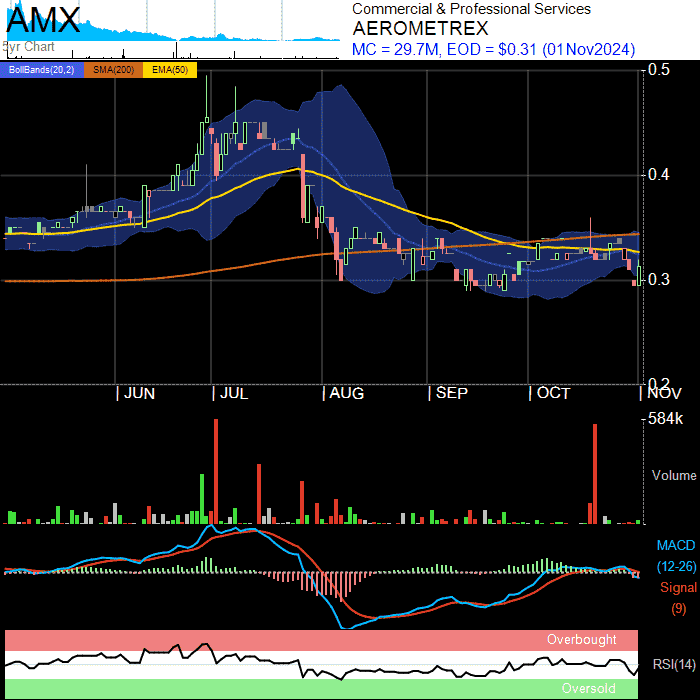 AMX
5yr Chart
Commercial & Professional Services
AEROMETREX
MC = 29.7M, EOD = $0.31 (01Nov2024)
BollBands(20,2) SMA(200) EMA(50)
0.5
0.4
0.3
0.2
JUN JUL AUG SEP OCT NOV
584k
Volume
MACD
(12-26)
Signal
(9)
Overbought
RSI(14)
Oversold